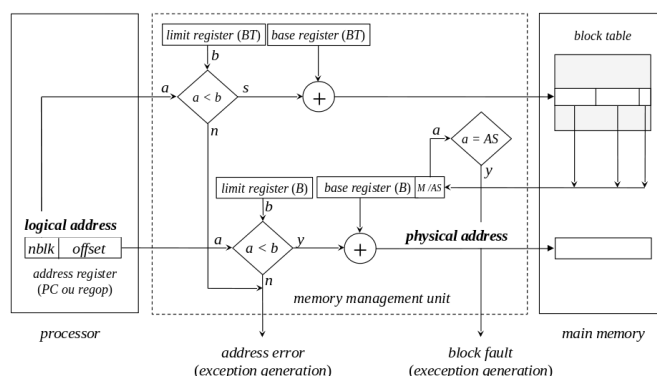 limit register (BT)
base register (BT)
block table
b
a
a < b
s
+
n
a
a = AS
y
limit register (B)
base register (B)
M /AS
b
logical address
nblk
offset
a
a < b
y
+
physical address
address register
(PC ou regop)
n
memory management unit
processor
address error
(exception generation)
block fault
(exeception generation)
main memory